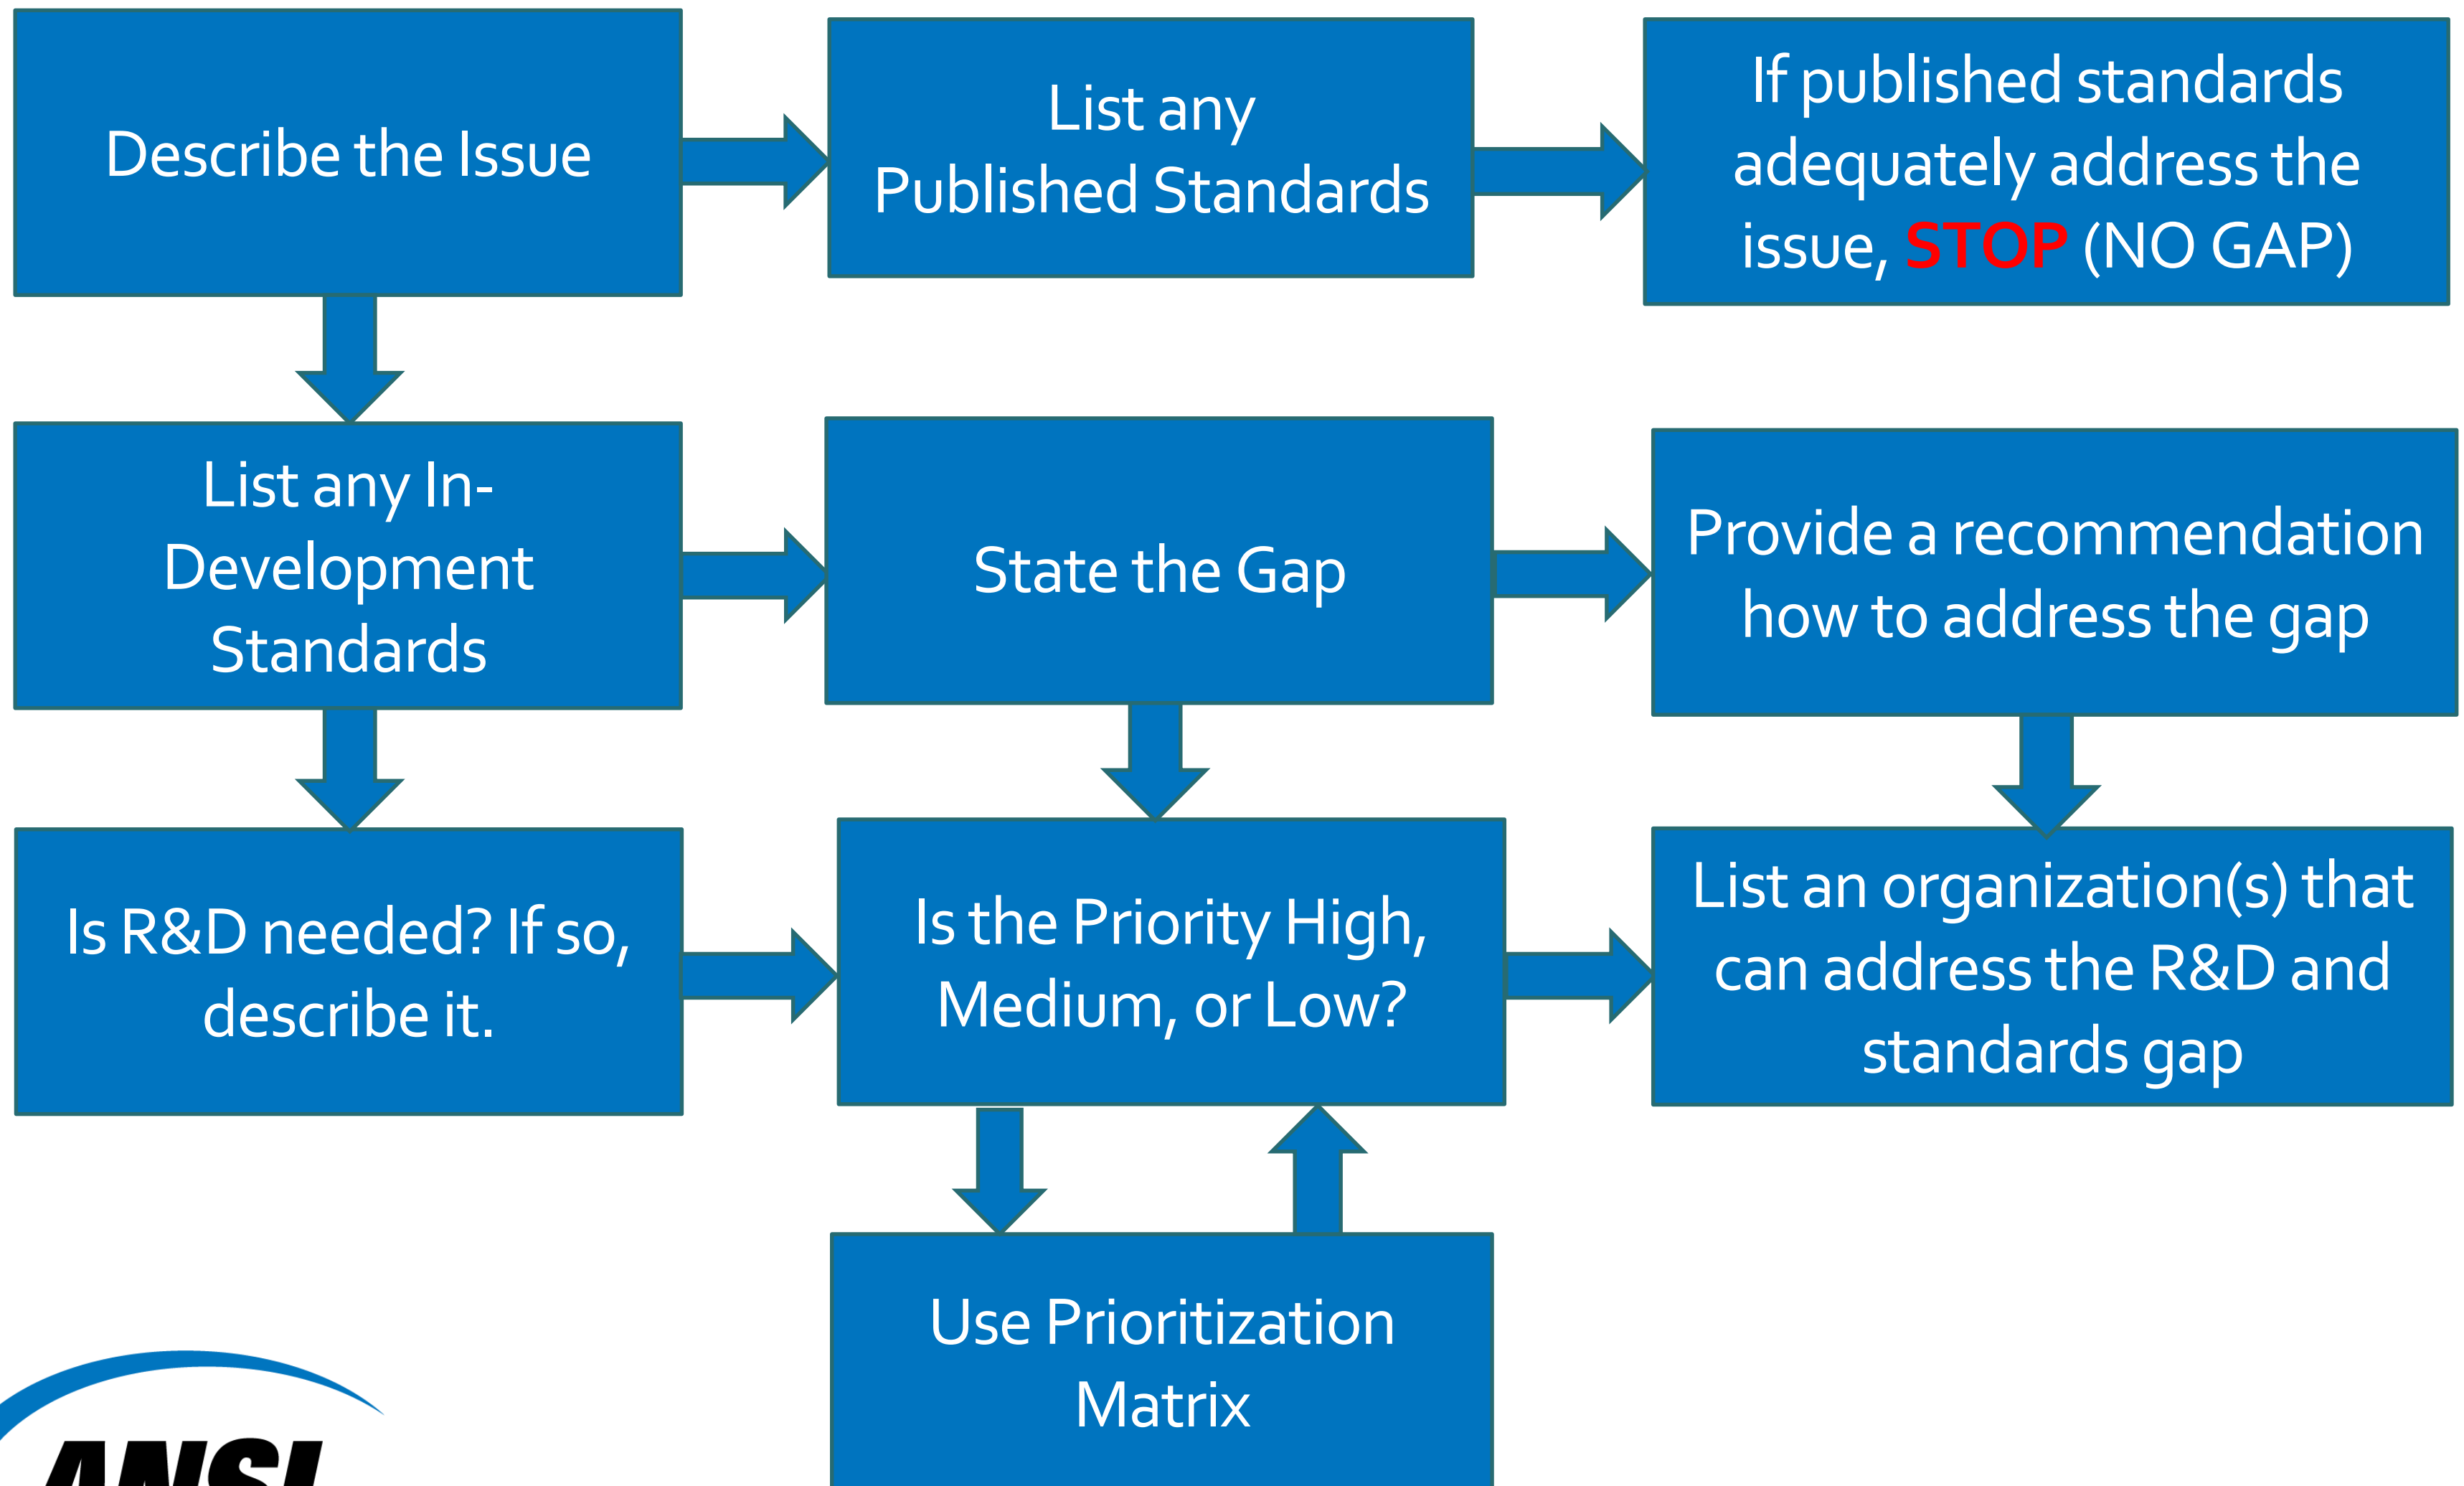 Describe the Issue
List any
Published Standards
If published standards
adequately address the
issue, STOP (NO GAP)
List any In-
Development
Standards
State the Gap
Provide a recommendation
how to address the gap
Is R&D needed? If so,
describe it.
Is the Priority High,
Medium, or Low?
List an organization(s) that
can address the R&D and
standards gap
Use Prioritization
Matrix
ANSI